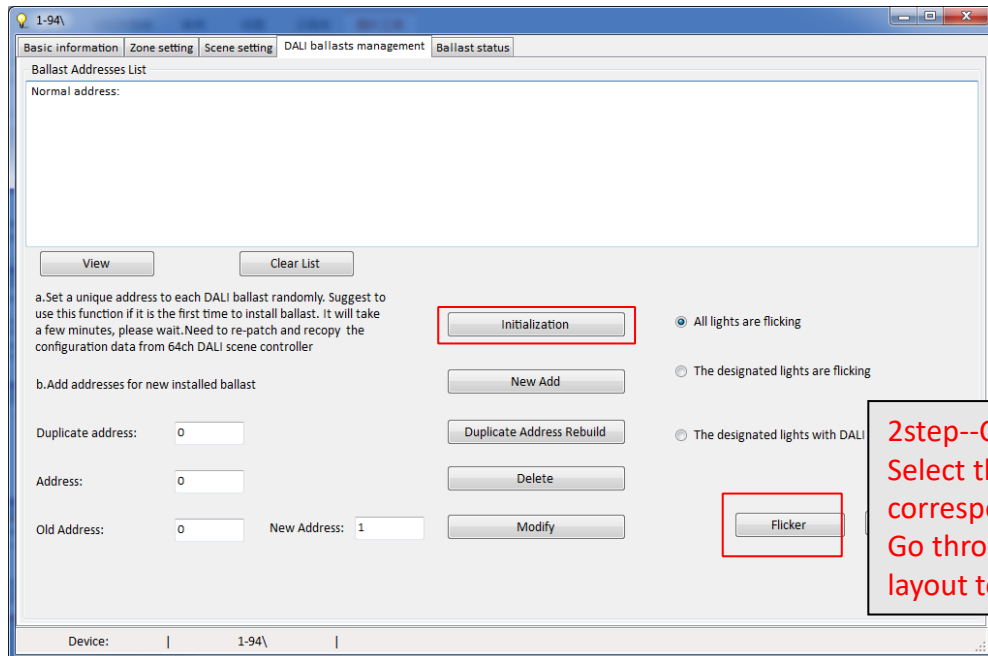 1-94\
Basic information Zone setting Scene setting DALI ballasts management Ballast status
Ballast Addresses List
Normal address:
View Clear List
a.Set a unique address to each DALI ballast randomly. Suggest to
use this function if it is the first time to install ballast. It will take
a few minutes, please wait.Need to re-patch and recopy the
configuration data from 64ch DALI scene controller
Initialization
All lights are flicking
b.Add addresses for new installed ballast
New Add
The designated lights are flicking
Duplicate address: 0
Duplicate Address Rebuild
The designated lights with DALI
Address: 0
Delete
Old Address: 0 New Address: 1
Modify
Flicker
2step--
Select
corresp
Go thro
layout
Device: | 1-94\ |